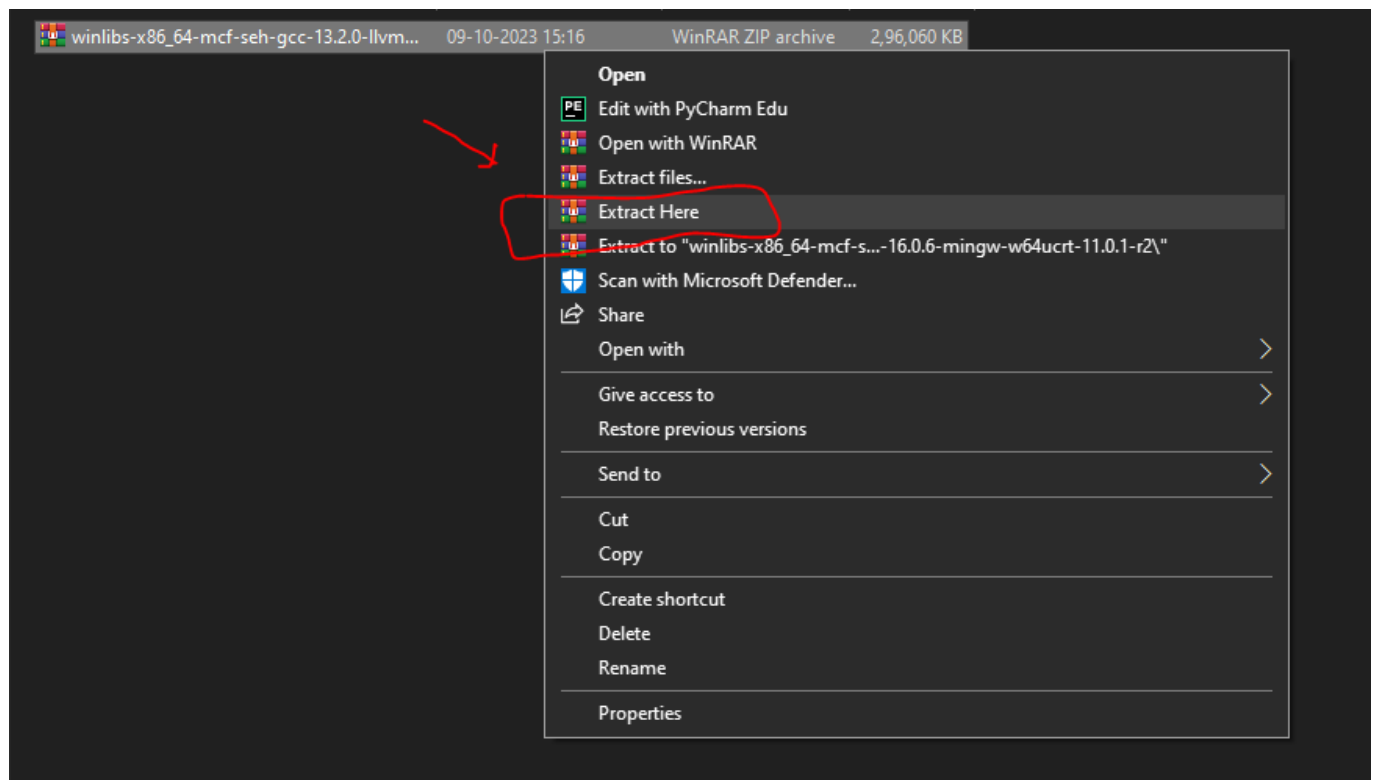 winlibs-x86_64-mcf-seh-gcc-13.2.0-llvm... 09-10-2023 15:16 WinRAR ZIP archive 2,96,060 KB
Open
PE Edit with PyCharm Edu
Open with WinRAR
Extract files...
Extract Here
Extract to "winlibs-x86_64-mcf-s...-16.0.6-mingw-w64ucrt-11.0.1-r2\"
Scan with Microsoft Defender...
Share
Open with
Give access to
Restore previous versions
Send to
Cut
Copy
Create shortcut
Delete
Rename
Properties